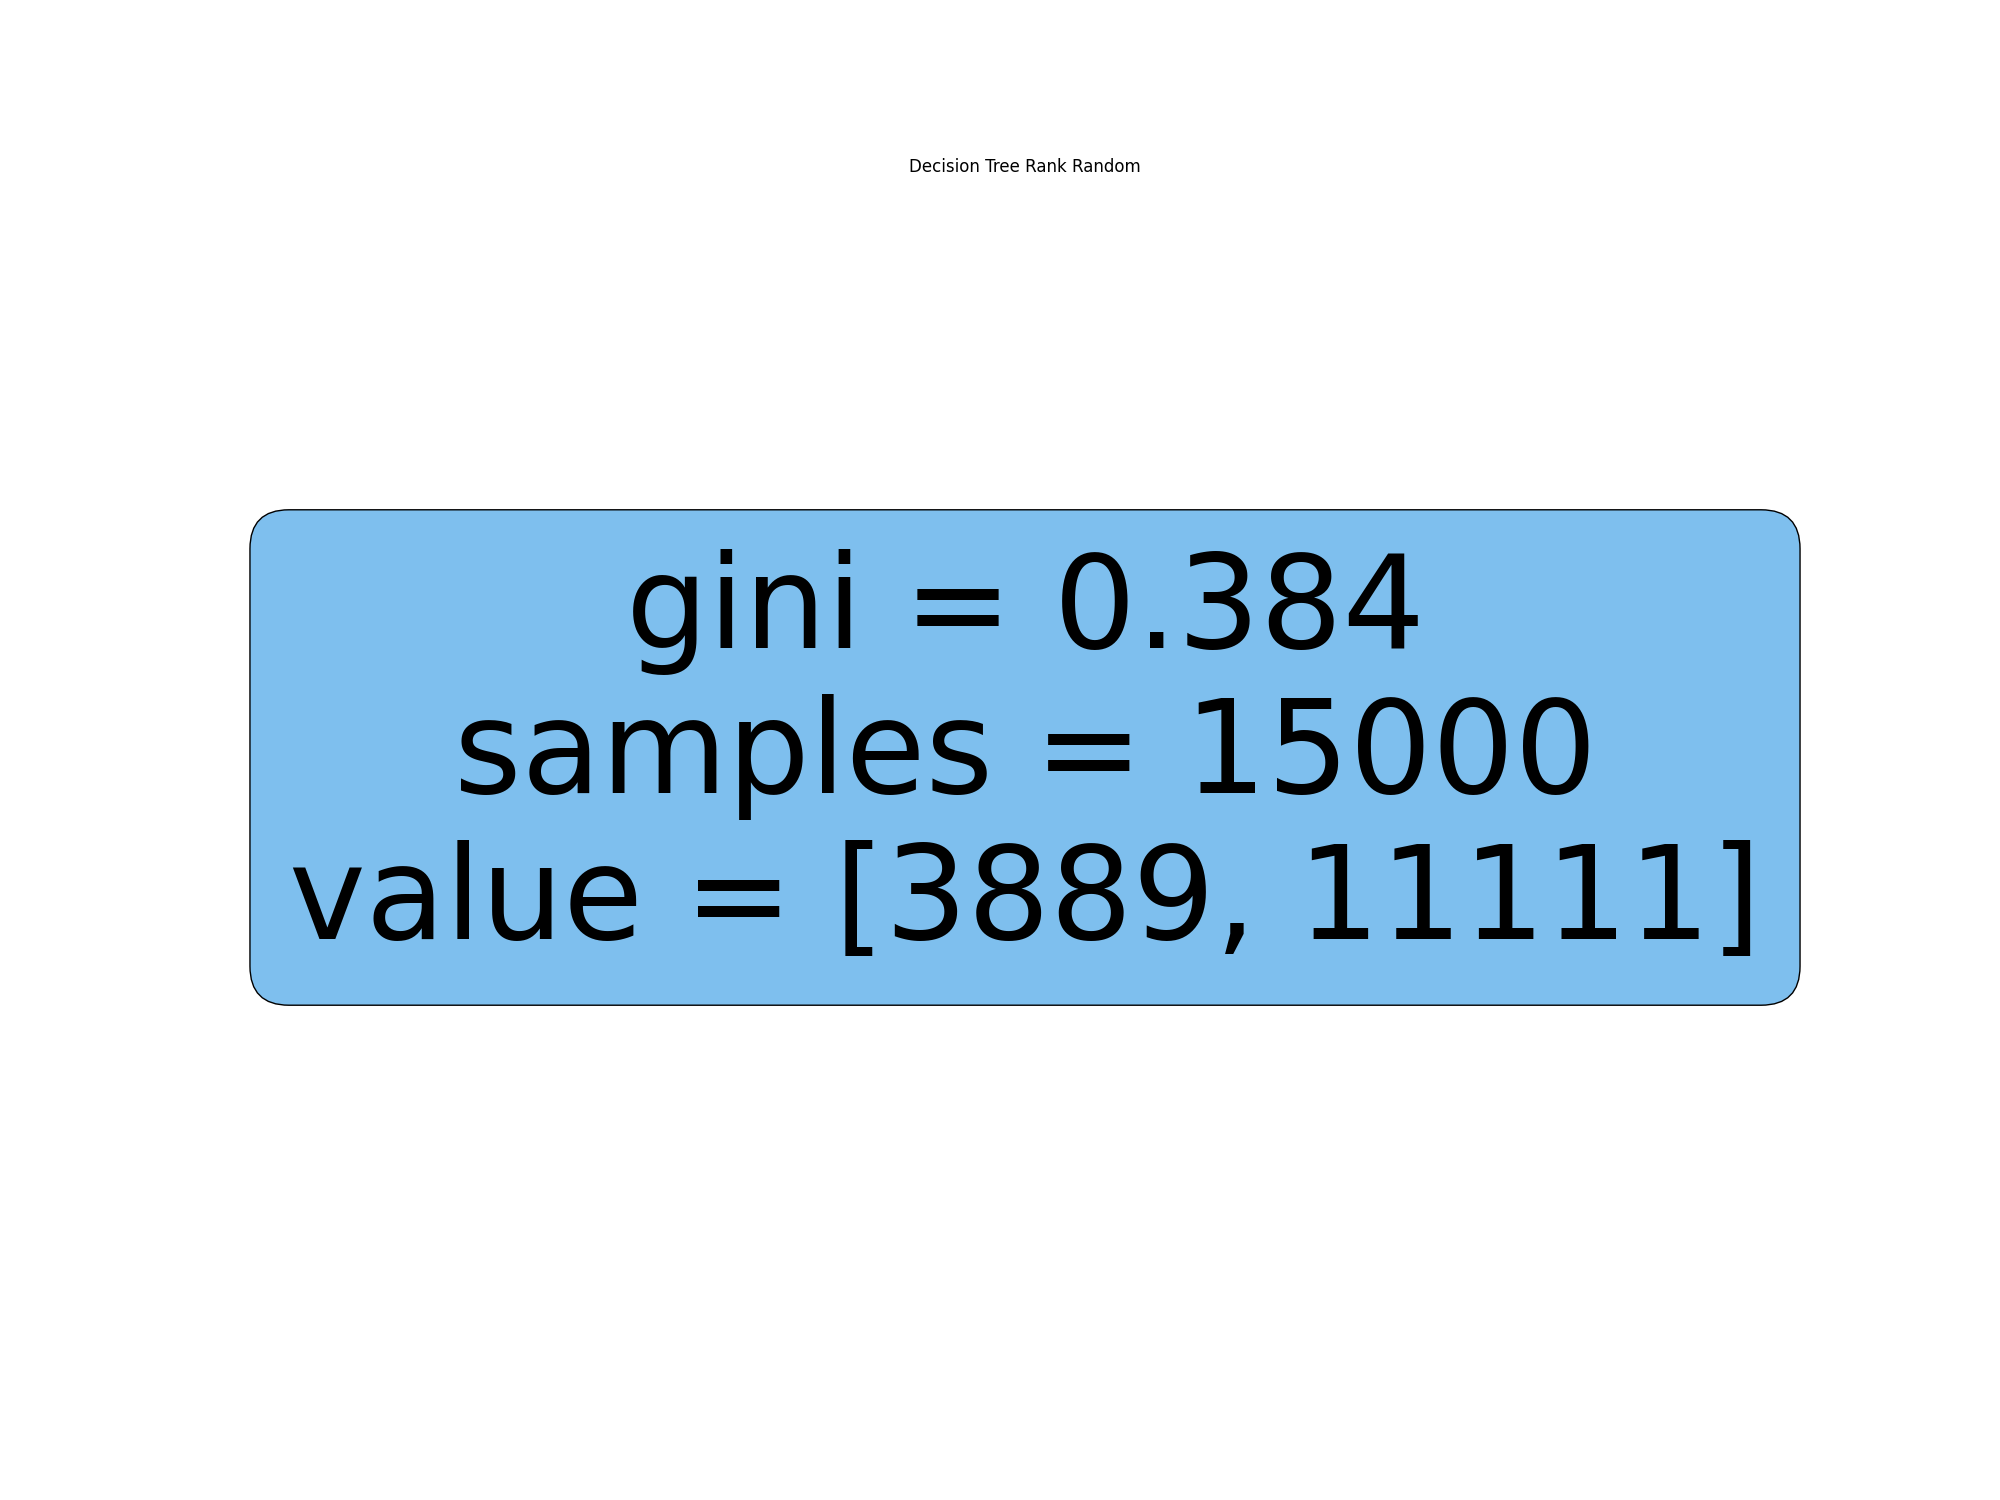 Decision Tree Rank Random
gini = 0.384
samples = 15000
value = [3889, 11111]